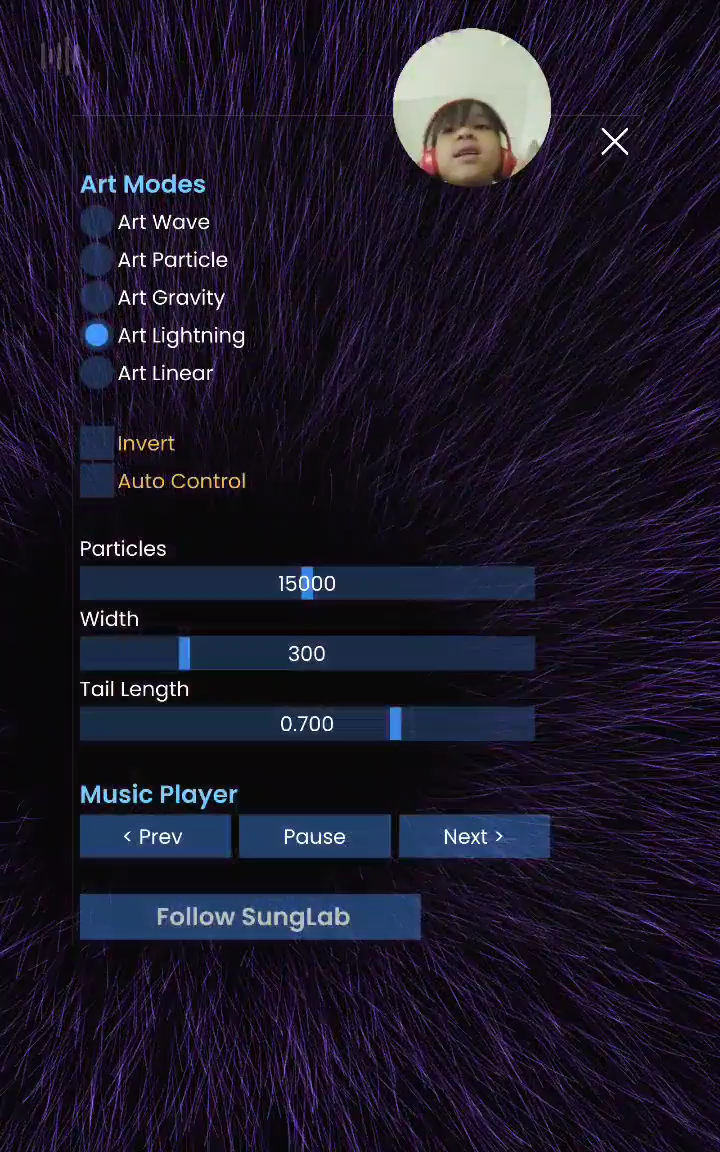 Art Modes
Art Wave
Art Particle
Art Gravity
Art Lightning
Art Linear
Invert
Auto Control
Particles
15000
Width
300
Tail Length
0.700
Music Player
< Prev
Pause
Next >
Follow SungLab